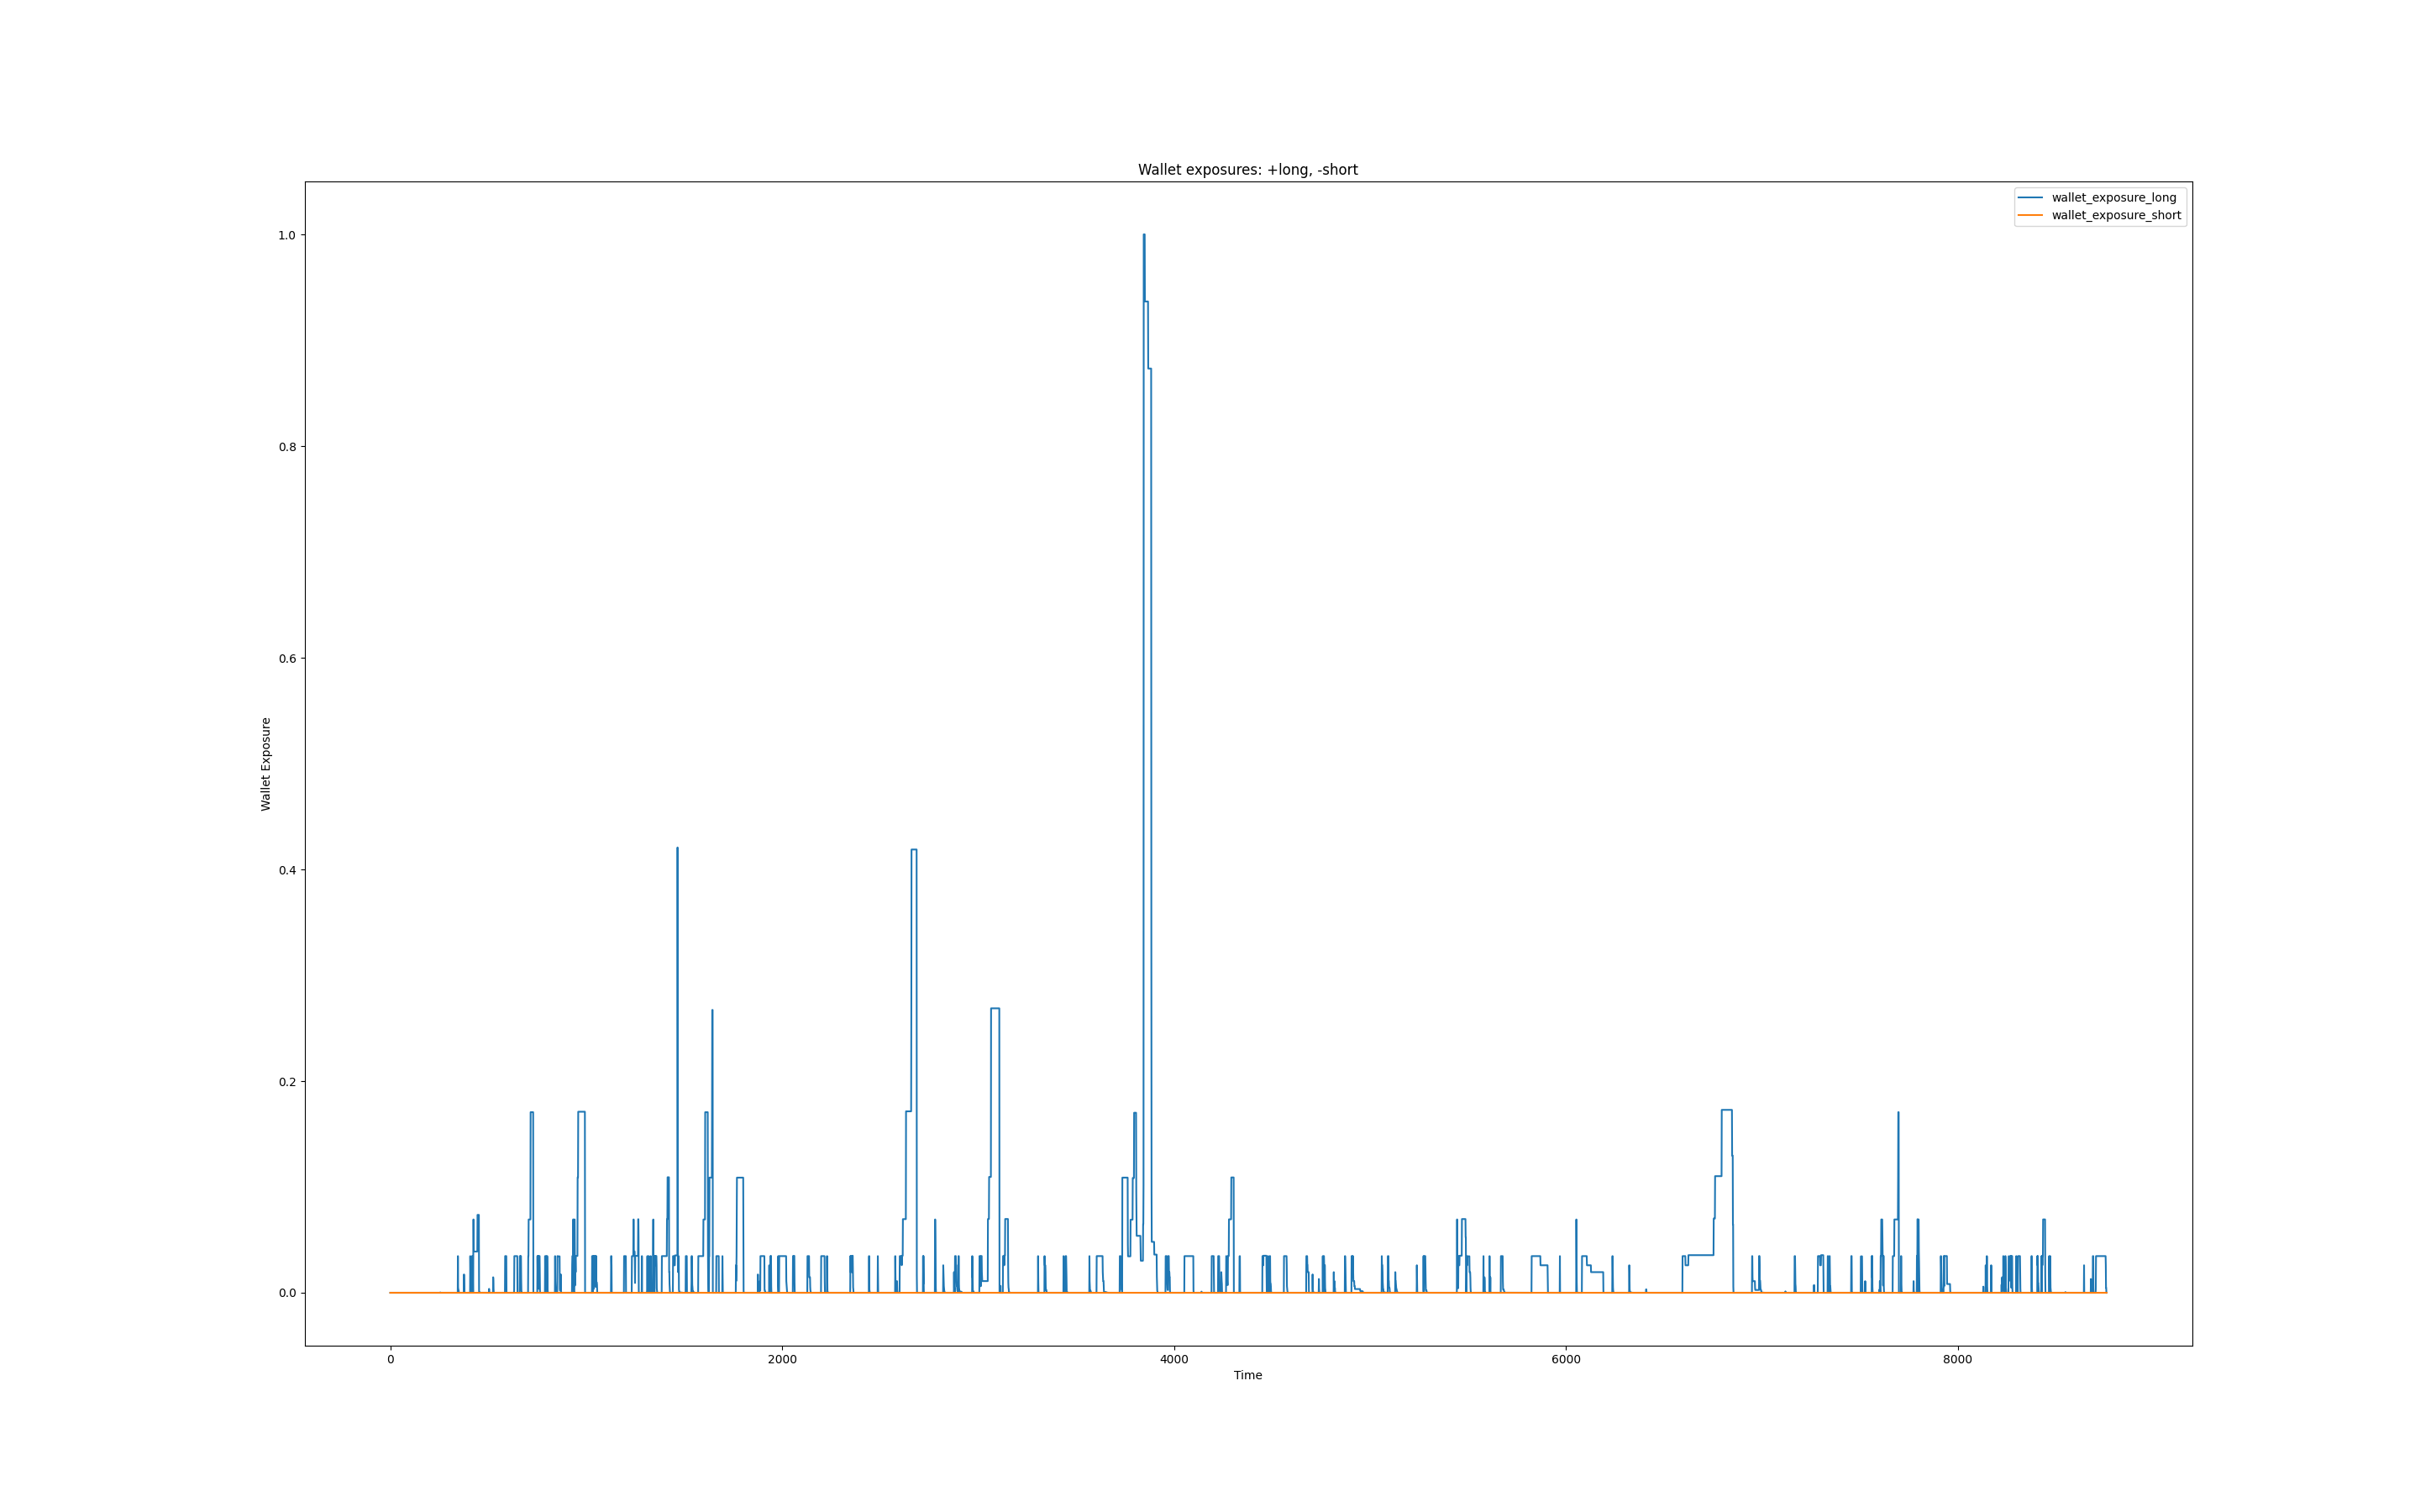 Wallet exposures: +long, -short
wallet_exposure_long
wallet_exposure_short
1.0
0.8
0.6
0.4
0.2
0.0
Wallet Exposure
0 2000 4000 6000 8000
Time